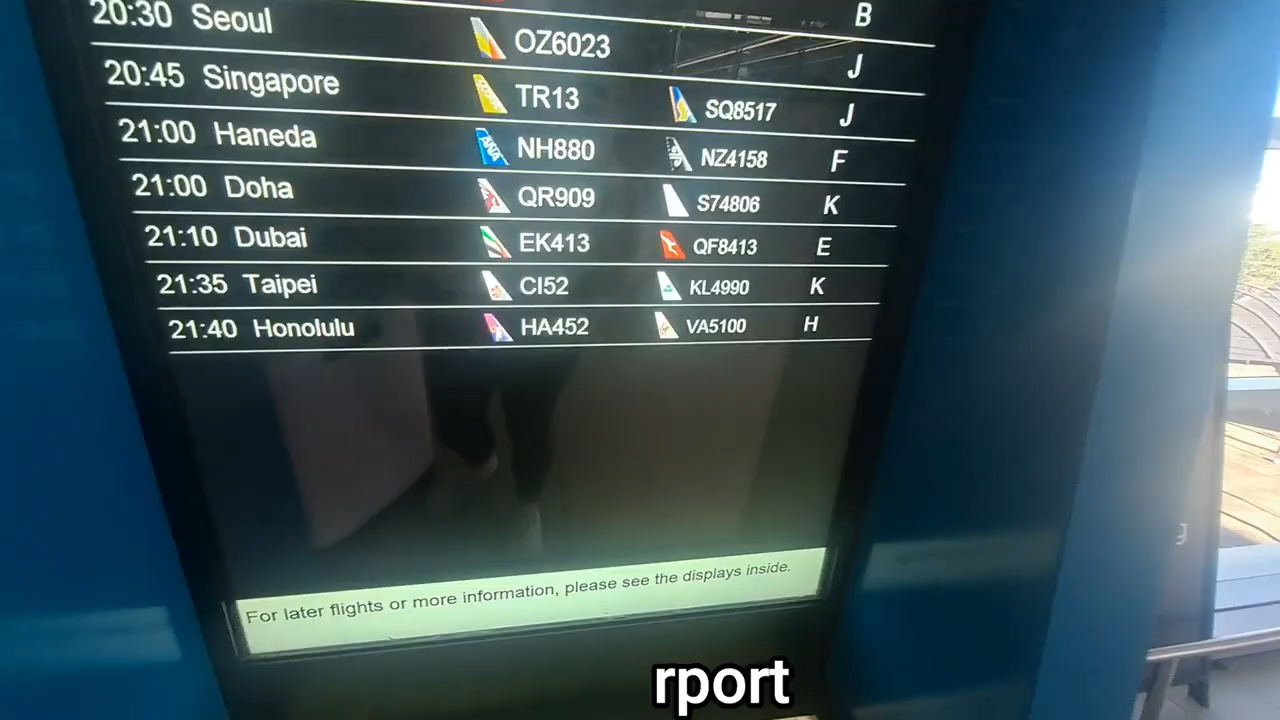 B
20:30 Seoul OZ6023 J
20:45 Singapore TR13 SQ8517 J
21:00 Haneda NH880 NZ4158 F
21:00 Doha QR909 S74806 K
21:10 Dubai EK413 QF8413 E
21:35 Taipei CI52 KL4990 K
21:40 Honolulu HA452 VA5100 H
For later flights or more information, please see the displays inside.
rport